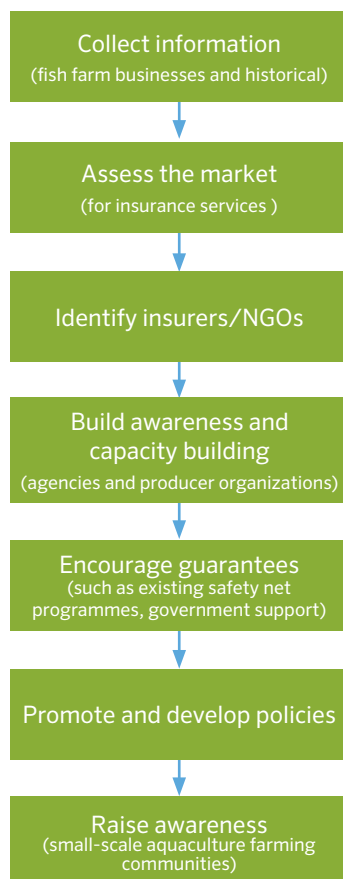 Collect information
(fish farm businesses and historical)
Assess the market
(for insurance services )
Identify insurers/NGOs
Build awareness and
capacity building
(agencies and producer organizations)
Encourage guarantees
(such as existing safety net
programmes, government support)
Promote and develop policies
Raise awareness
(small-scale aquaculture farming
communities)